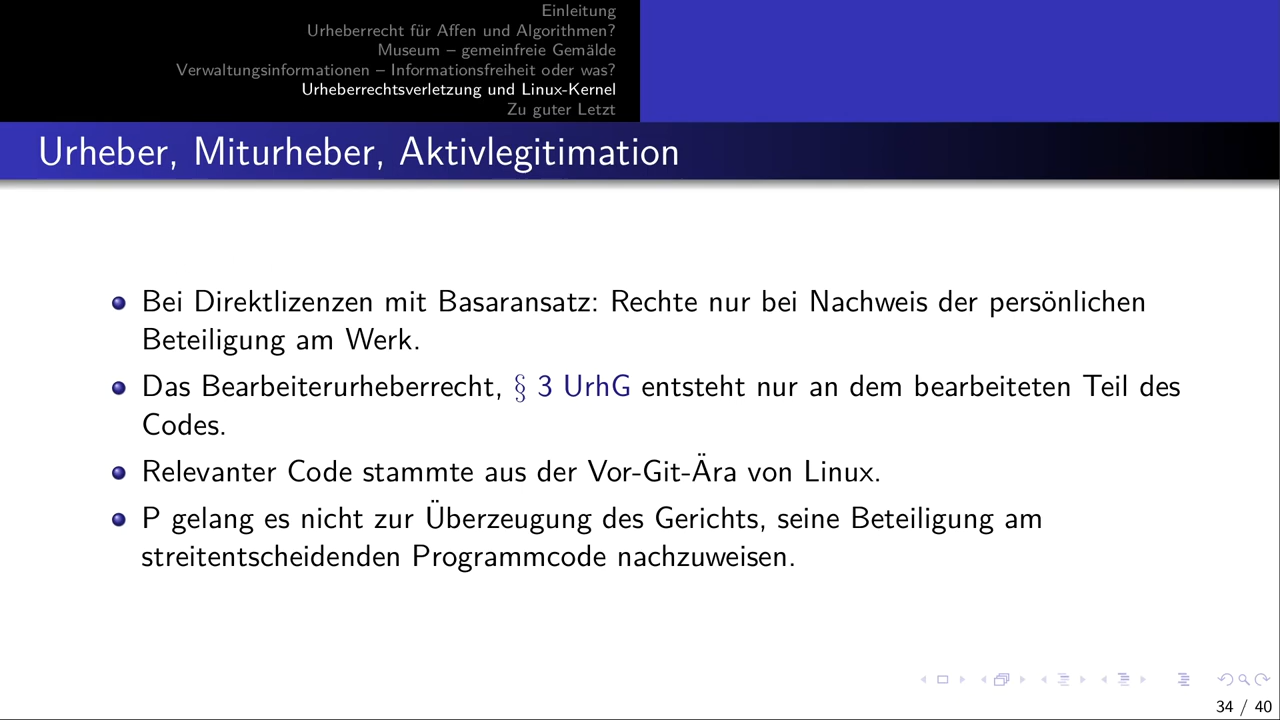 Einleitung
Urheberrecht für Affen und Algorithmen?
Museum – gemeinfreie Gemälde
Verwaltungsinformationen – Informationsfreiheit oder was?
Urheberrechtsverletzung und Linux-Kernel
Zu guter Letzt
Urheber, Miturheber, Aktivlegitimation
Bei Direktlizenzen mit Basaransatz: Rechte nur bei Nachweis der persönlichen
Beteiligung am Werk.
Das Bearbeiterurheberrecht, § 3 UrhG entsteht nur an dem bearbeiteten Teil des
Codes.
Relevanter Code stammte aus der Vor-Git-Ära von Linux.
P gelang es nicht zur Überzeugung des Gerichts, seine Beteiligung am
streitentscheidenden Programmcode nachzuweisen.
34 / 40